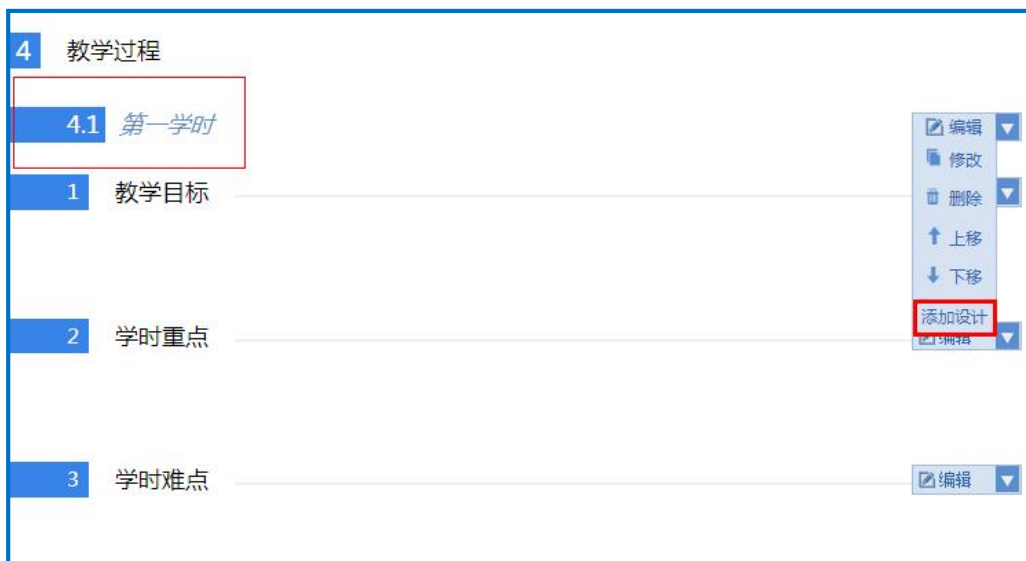 4 教学过程
4.1 第一学时
编辑
修改
1 教学目标
删除
上移
下移
添加设计
2 学时重点
编辑
3 学时难点
编辑